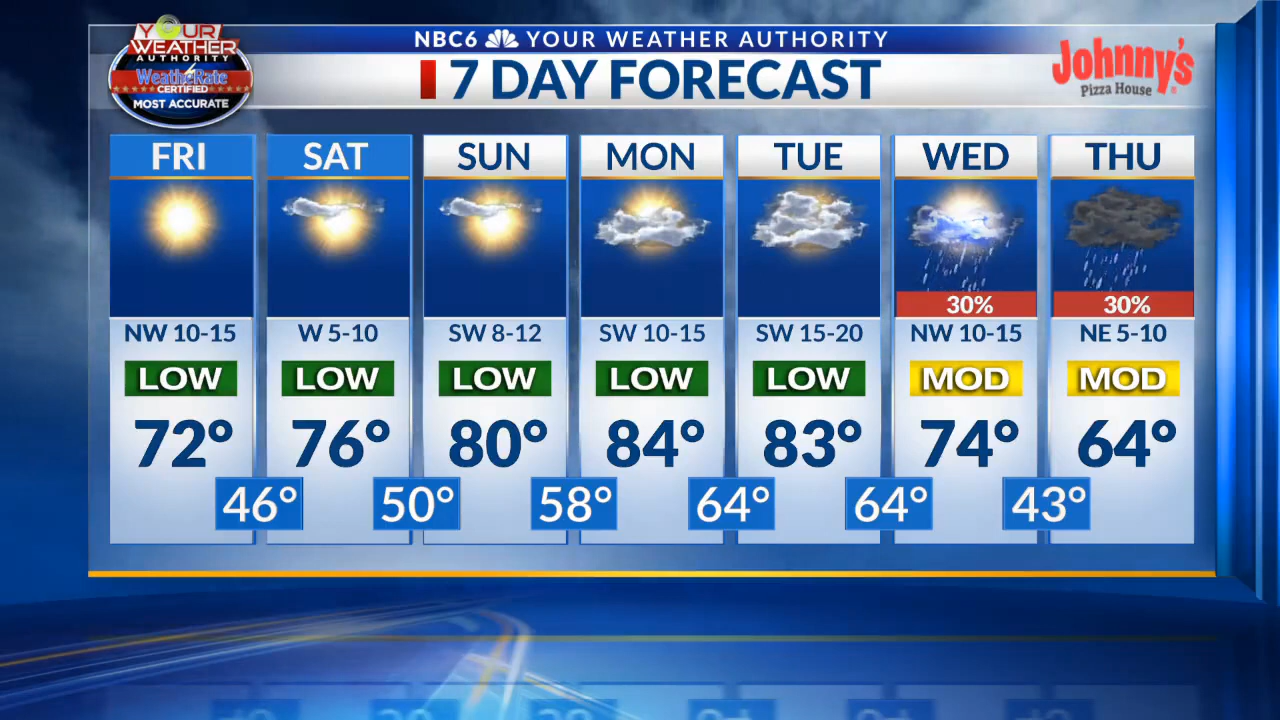 YOUR
WEATHER
AUTHORITY
WeatheRate
CERTIFIED
MOST ACCURATE
NBC6 YOUR WEATHER AUTHORITY
7 DAY FORECAST
Johnny's
Pizza House
FRI SAT SUN MON TUE WED THU
30% 30%
NW 10-15 W 5-10 SW 8-12 SW 10-15 SW 15-20 NW 10-15 NE 5-10
LOW LOW LOW LOW LOW MOD MOD
72° 76° 80° 84° 83° 74° 64°
46° 50° 58° 64° 64° 43°